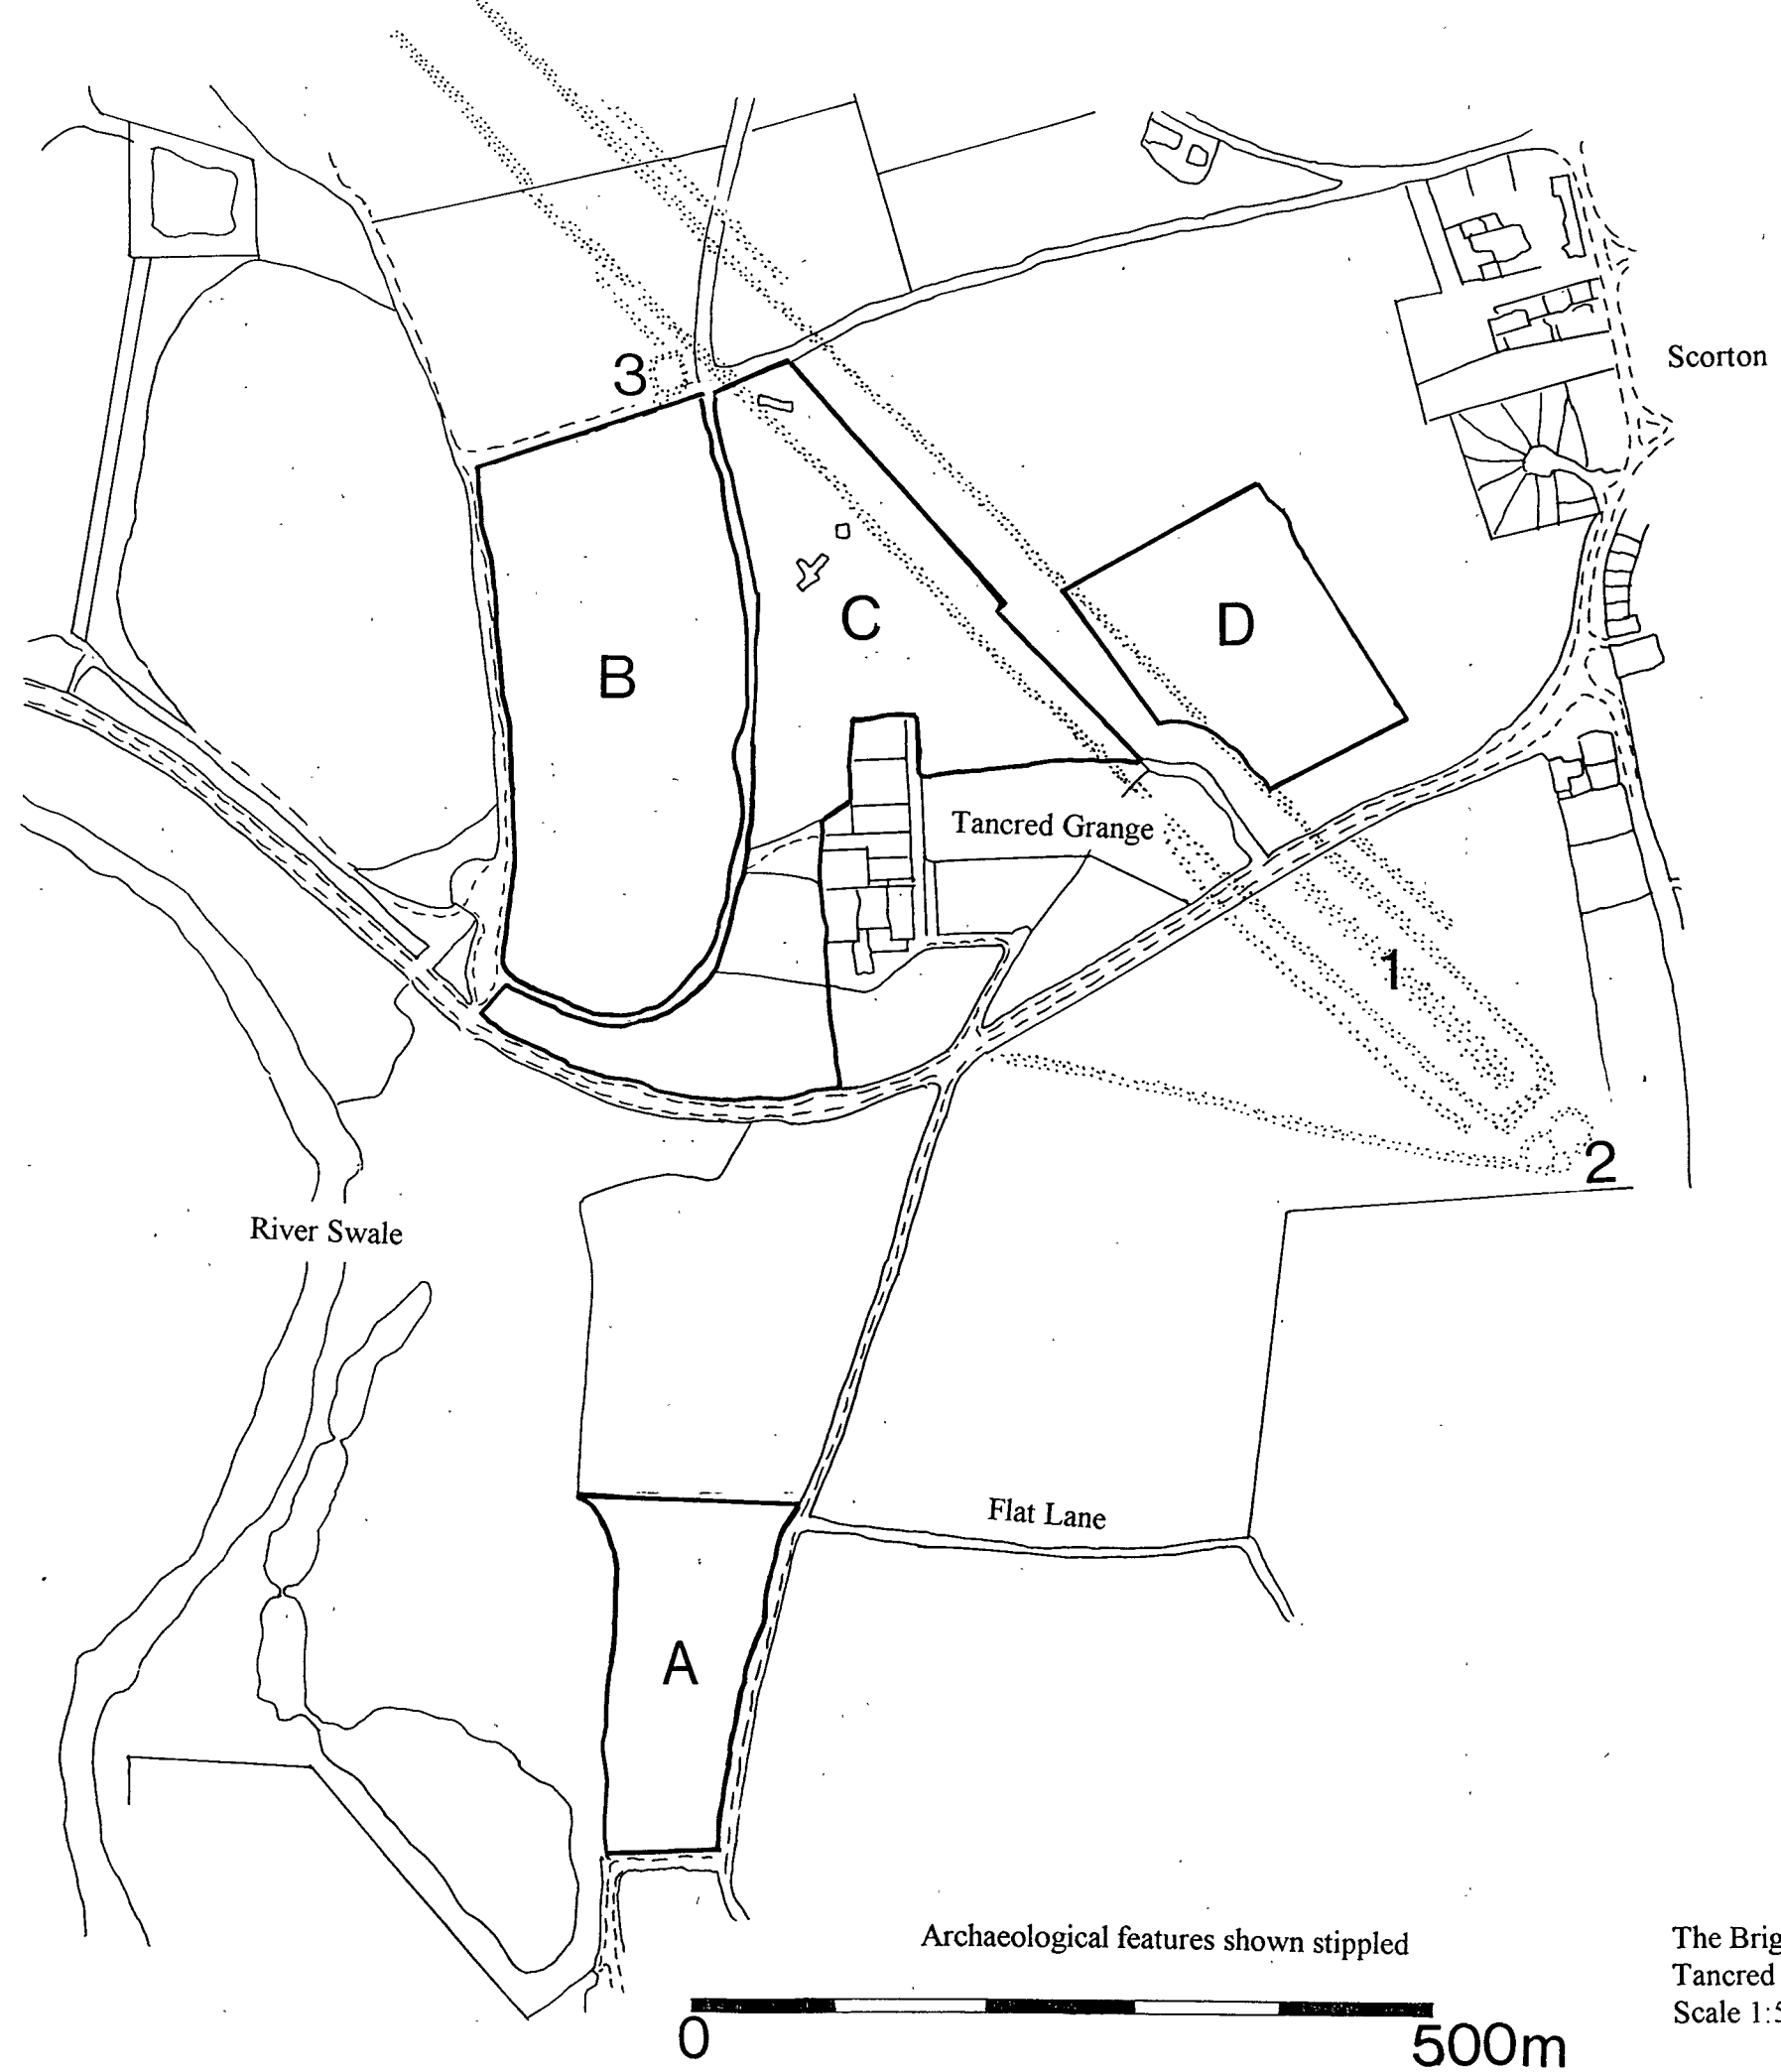 3
Scorton
C
D
B
Tancred Grange
1
2
River Swale
Flat Lane
A
Archaeological features shown stippled
The Brig
Tancred
Scale 1:5
0
500m